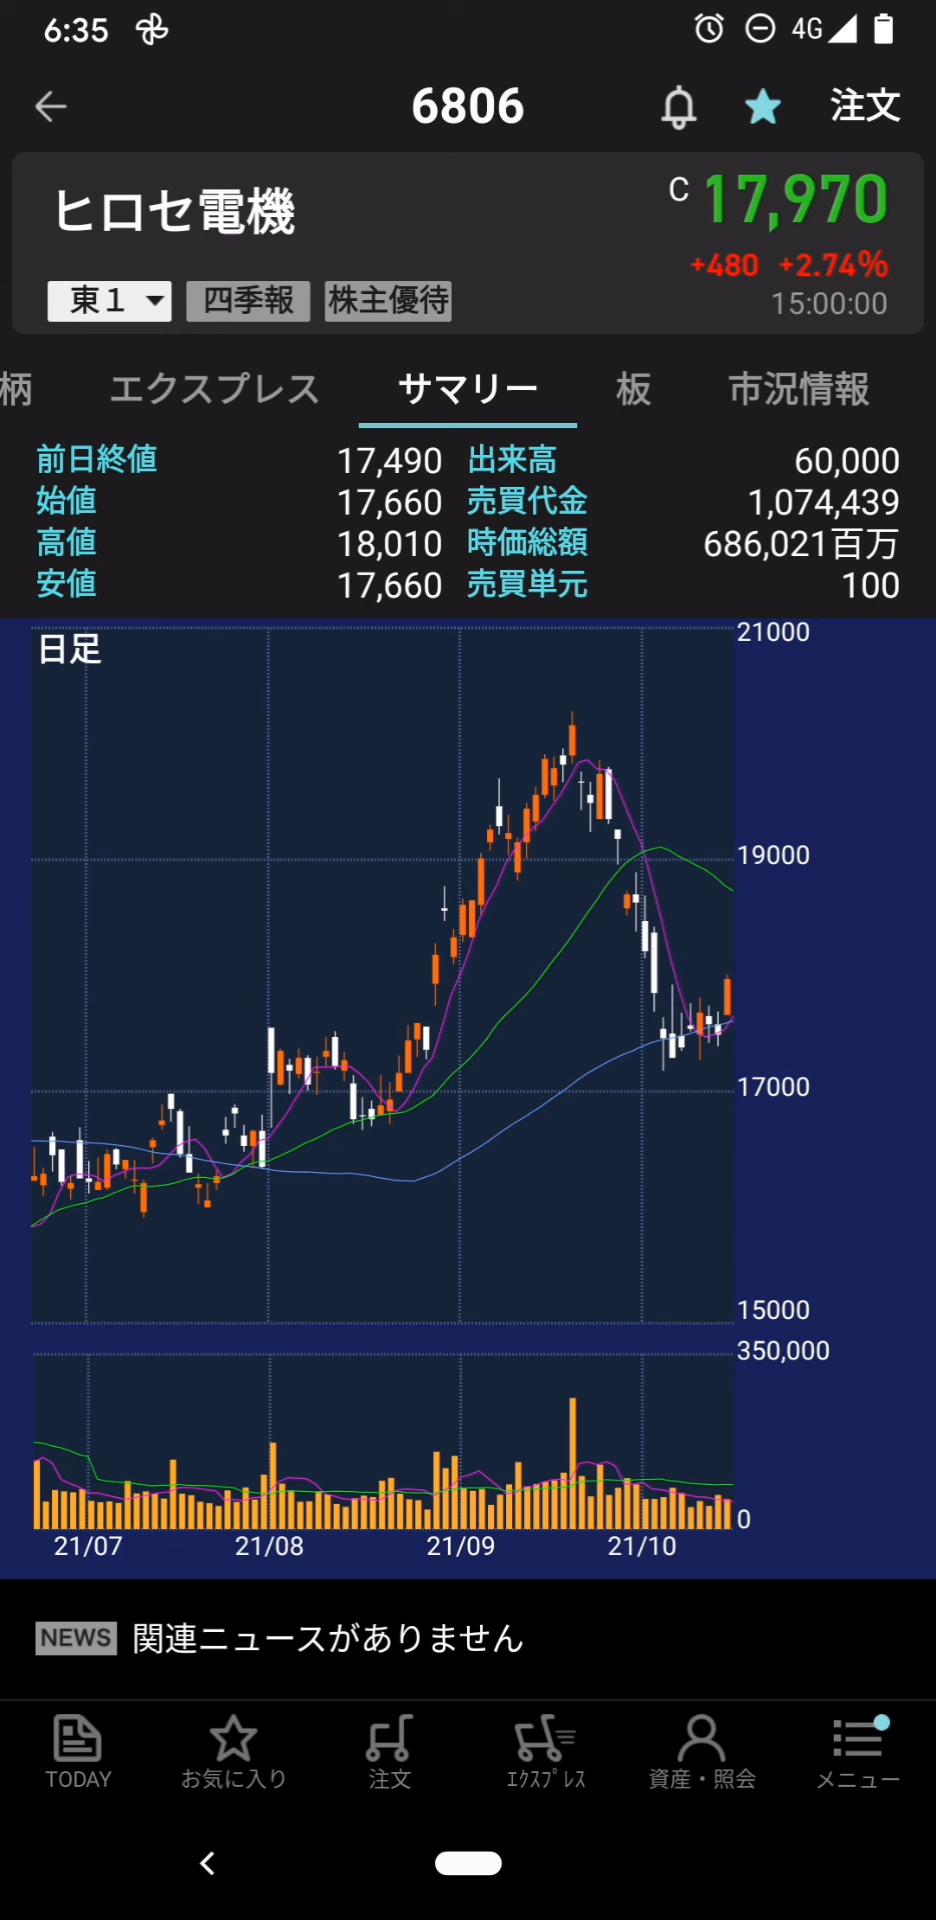 6:35 4G
6806 注文
ヒロセ電機 C 17,970
+480 +2.74%
東1 四季報 株主優待 15:00:00
柄 エクスプレス サマリー 板 市況情報
前日終値 17,490 出来高 60,000
始値 17,660 売買代金 1,074,439
高値 18,010 時価総額 686,021百万
安値 17,660 売買単元 100
日足 21000
19000
17000
15000
350,000
0
21/07 21/08 21/09 21/10
NEWS 関連ニュースがありません
TODAY お気に入り 注文 ｴｸｽﾌﾟﾚｽ 資産・照会 メニュー